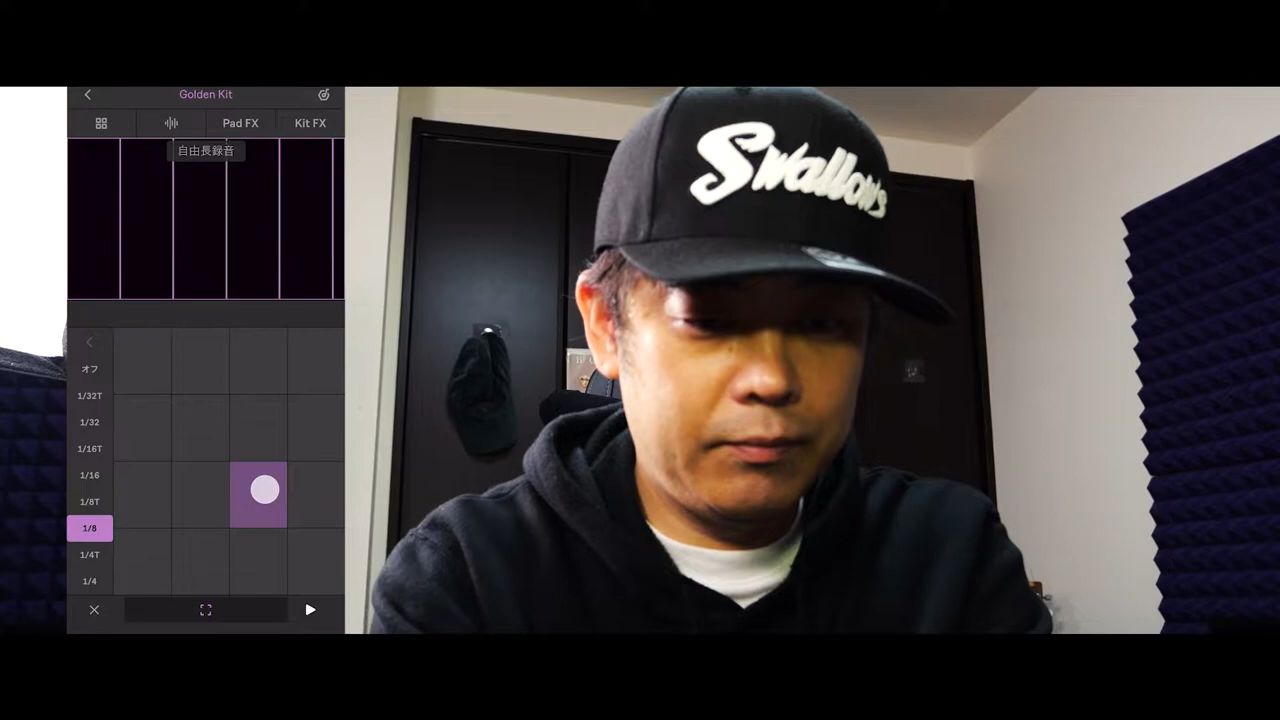 Golden Kit
Pad FX
Kit FX
自由長録音
オフ
1/32T
1/32
1/16T
1/16
1/8T
1/8
1/4T
1/4
Swallows